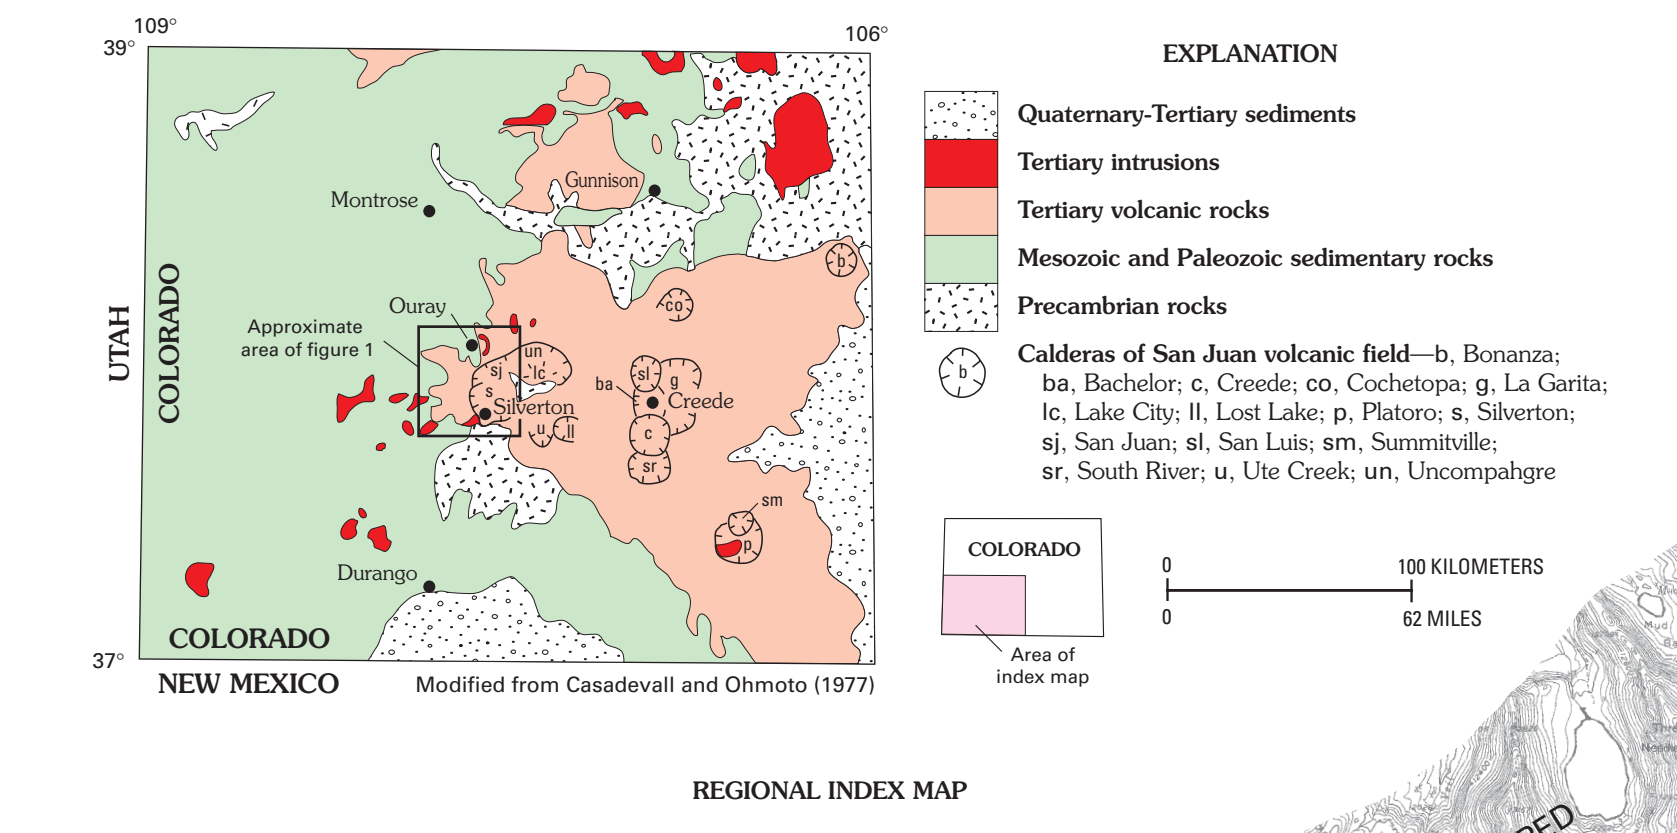 109°
106°
39°
EXPLANATION
Quaternary-Tertiary sediments
Tertiary intrusions
Gunnison
Montrose
Tertiary volcanic rocks
Mesozoic and Paleozoic sedimentary rocks
b
Precambrian rocks
co
Ouray
UTAH
COLORADO
Approximate
area of figure 1
un
lc
sj
s
Silverton
u
ll
ba
sl
g
Creede
c
sr
b
Calderas of San Juan volcanic field—b, Bonanza;
ba, Bachelor; c, Creede; co, Cochetopa; g, La Garita;
lc, Lake City; ll, Lost Lake; p, Platoro; s, Silverton;
sj, San Juan; sl, San Luis; sm, Summitville;
sr, South River; u, Ute Creek; un, Uncompahgre
sm
p
Durango
COLORADO
37°
NEW MEXICO
Modified from Casadevall and Ohmoto (1977)
COLORADO
Area of
index map
0
100 KILOMETERS
0
62 MILES
Mud
REGIONAL INDEX MAP